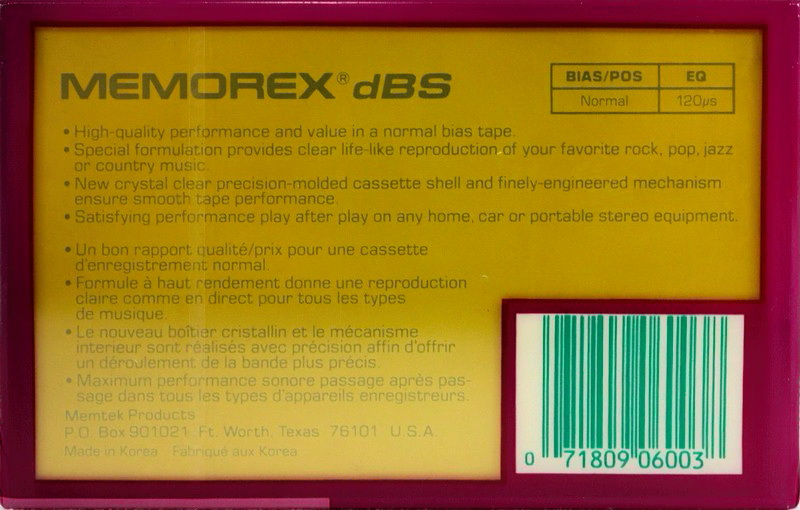 MEMOREX® dBS
BIAS/POS EQ
Normal 120µs
• High-quality performance and value in a normal bias tape.
• Special formulation provides clear life-like reproduction of your favorite rock, pop, jazz
or country music.
• New crystal clear precision-molded cassette shell and finely-engineered mechanism
ensure smooth tape performance.
• Satisfying performance play after play on any home, car or portable stereo equipment.
• Un bon rapport qualité/prix pour une cassette
d'enregistrement normal.
• Formule à haut rendement donne une reproduction
claire comme en direct pour tous les types
de musique.
• Le nouveau boîtier cristallin et le mécanisme
interieur sont réalisés avec précision affin d'offrir
un déroulement de la bande plus précis.
• Maximum performance sonore passage après pas-
sage dans tous les types d'appareils enregistreurs.
Memtek Products
P.O. Box 901021 Ft. Worth, Texas 76101 U.S.A.
Made in Korea Fabriqué aux Korea
0 71809 06003